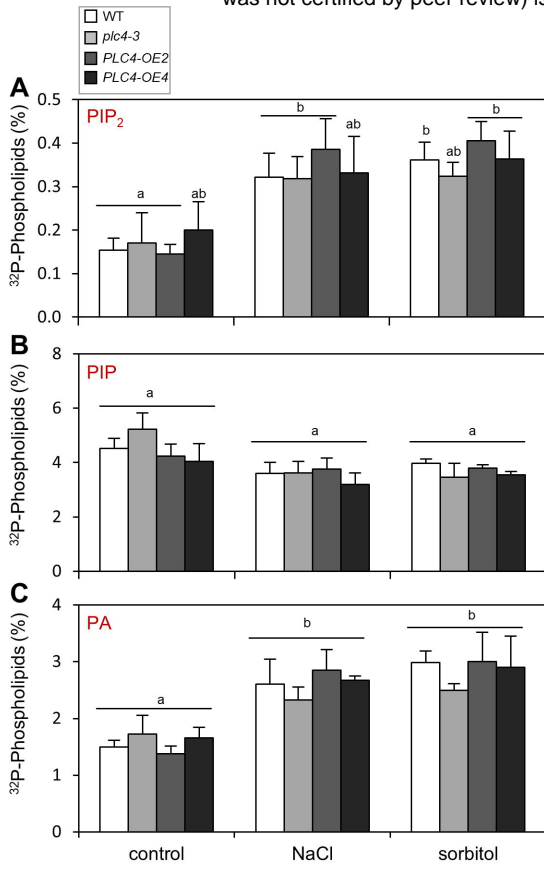 was not certified by peer review) is
WT
plc4-3
PLC4-OE2
PLC4-OE4
A
PIP2
32P-Phospholipids (%)
0.5
0.4
0.3
0.2
0.1
0.0
a
ab
b
ab
b
ab
b
B
PIP
32P-Phospholipids (%)
8
6
4
2
0
a
a
a
C
PA
32P-Phospholipids (%)
4
3
2
1
0
a
b
b
control NaCl sorbitol